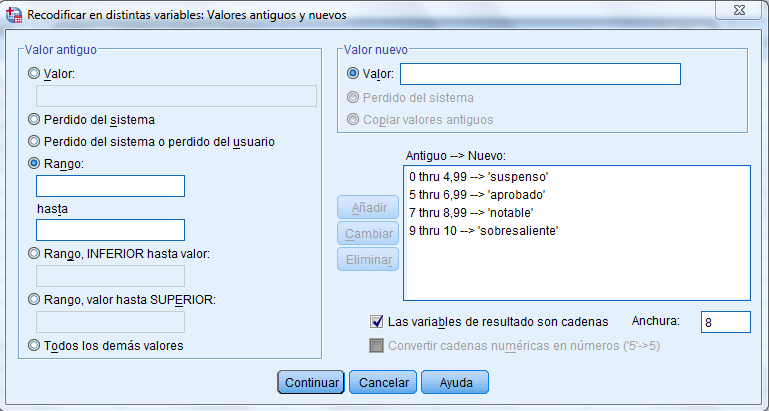 Recodificar en distintas variables: Valores antiguos y nuevos
Valor antiguo
Valor:
Perdido del sistema
Perdido del sistema o perdido del usuario
Rango:
hasta
Rango, INFERIOR hasta valor:
Rango, valor hasta SUPERIOR:
Todos los demás valores
Valor nuevo
Valor:
Perdido del sistema
Copiar valores antiguos
Antiguo --> Nuevo:
Añadir
Cambiar
Eliminar
0 thru 4,99 --> 'suspenso'
5 thru 6,99 --> 'aprobado'
7 thru 8,99 --> 'notable'
9 thru 10 --> 'sobresaliente'
Las variables de resultado son cadenas Anchura: 8
Convertir cadenas numéricas en números ('5'->5)
Continuar Cancelar Ayuda